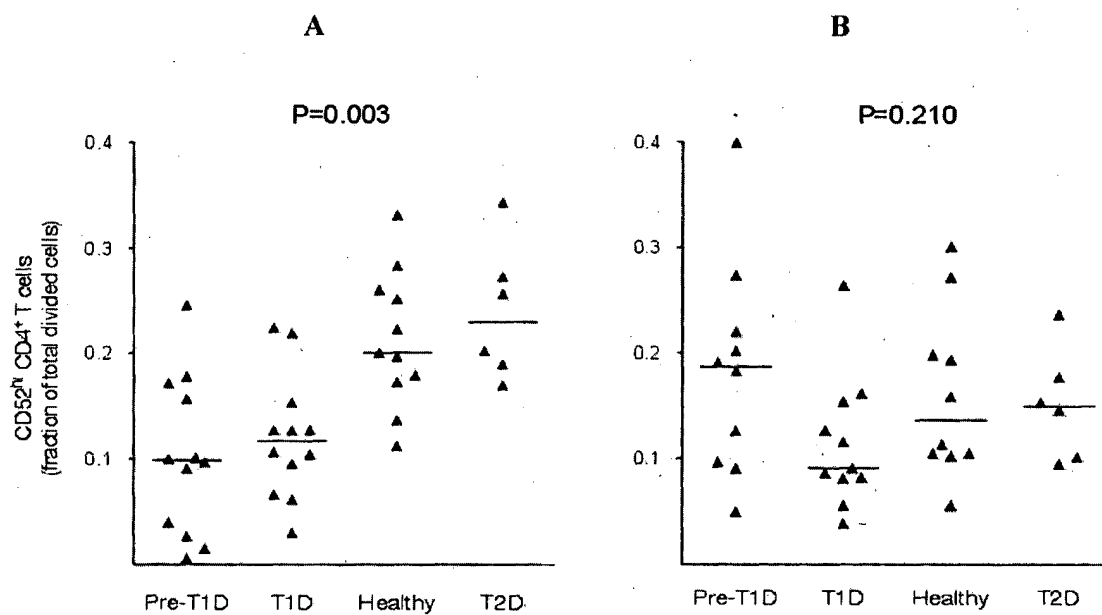 A
B
P=0.003
P=0.210
0.4
0.3
0.2
0.1
0.4
0.3
0.2
0.1
CD52ʰⁱ CD4⁺ T cells
(fraction of total divided cells)
Pre-T1D T1D Healthy T2D
Pre-T1D T1D Healthy T2D